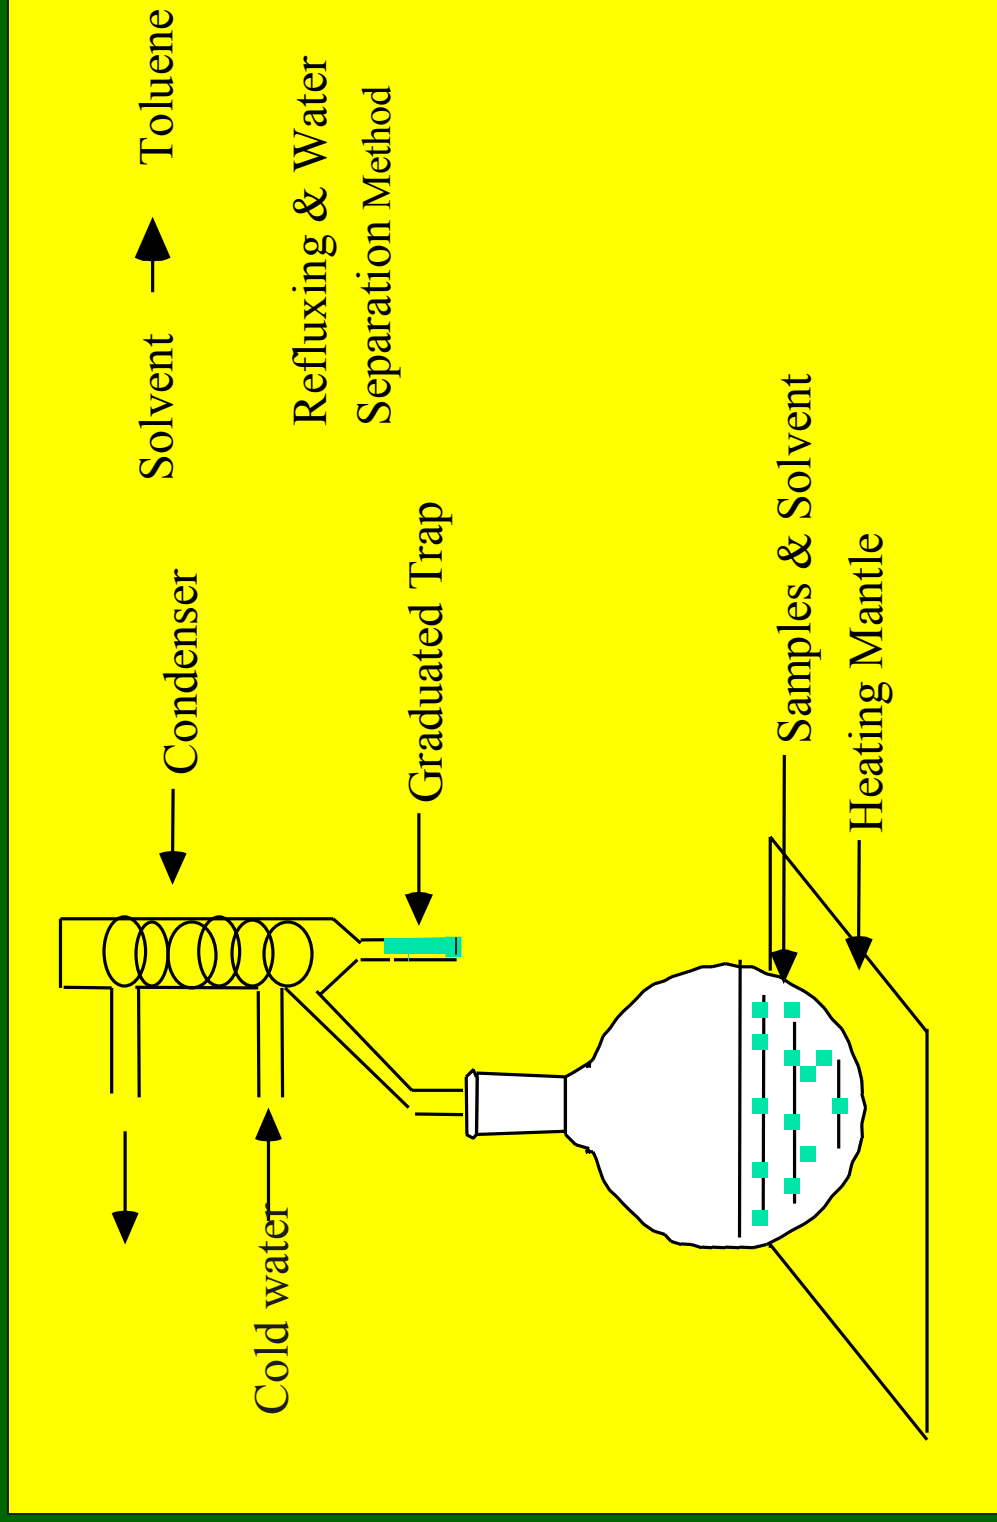 Solvent → Toluene
Condenser
Refluxing & Water
Separation Method
Cold water
Graduated Trap
Samples & Solvent
Heating Mantle